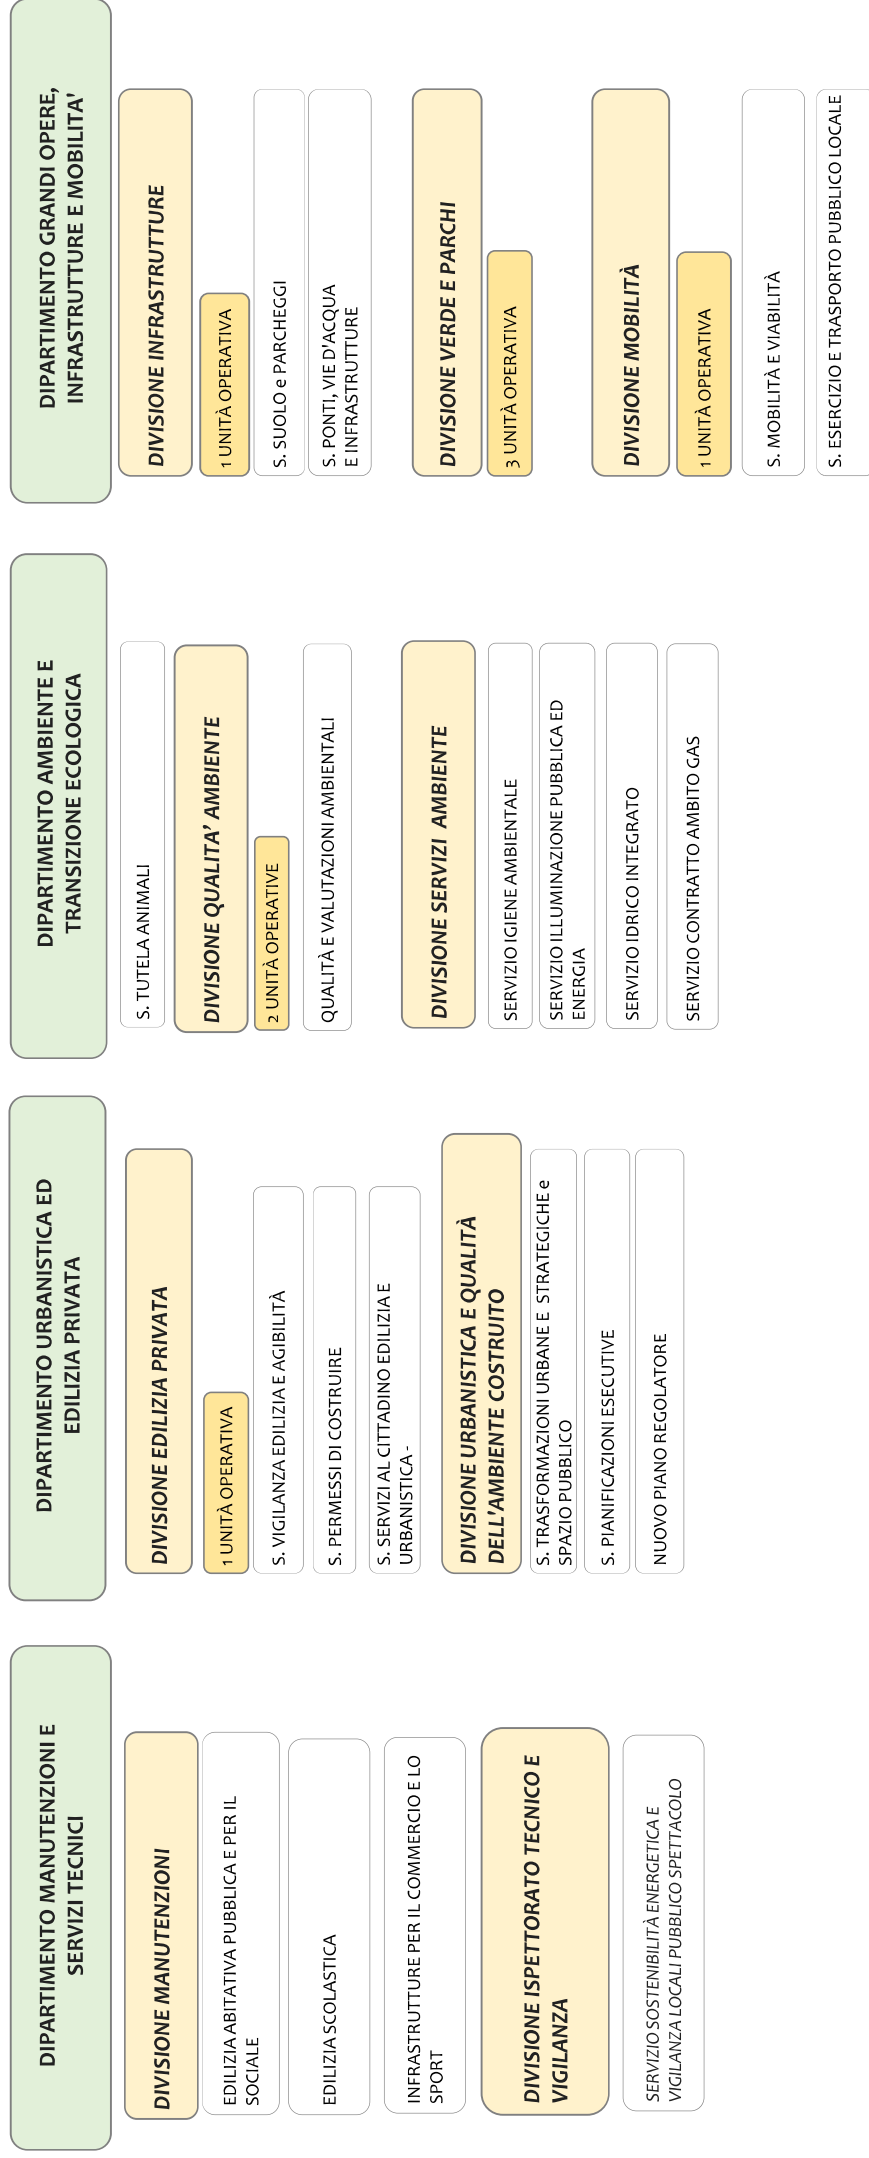 DIPARTIMENTO MANUTENZIONI E
SERVIZI TECNICI
DIVISIONE MANUTENZIONI
EDILIZIA ABITATIVA PUBBLICA E PER IL
SOCIALE
EDILIZIA SCOLASTICA
INFRASTRUTTURE PER IL COMMERCIO E LO
SPORT
DIVISIONE ISPETTORATO TECNICO E
VIGILANZA
SERVIZIO SOSTENIBILITÀ ENERGETICA E
VIGILANZA LOCALI PUBBLICO SPETTACOLO
DIPARTIMENTO URBANISTICA ED
EDILIZIA PRIVATA
DIVISIONE EDILIZIA PRIVATA
1 UNITÀ OPERATIVA
S. VIGILANZA EDILIZIA E AGIBILITÀ
S. PERMESSI DI COSTRUIRE
S. SERVIZI AL CITTADINO EDILIZIA E
URBANISTICA -
DIVISIONE URBANISTICA E QUALITÀ
DELL'AMBIENTE COSTRUITO
S. TRASFORMAZIONI URBANE E STRATEGICHE e
SPAZIO PUBBLICO
S. PIANIFICAZIONI ESECUTIVE
NUOVO PIANO REGOLATORE
DIPARTIMENTO AMBIENTE E
TRANSIZIONE ECOLOGICA
S. TUTELA ANIMALI
DIVISIONE QUALITA’ AMBIENTE
2 UNITÀ OPERATIVE
QUALITÀ E VALUTAZIONI AMBIENTALI
DIVISIONE SERVIZI AMBIENTE
SERVIZIO IGIENE AMBIENTALE
SERVIZIO ILLUMINAZIONE PUBBLICA ED
ENERGIA
SERVIZIO IDRICO INTEGRATO
SERVIZIO CONTRATTO AMBITO GAS
DIPARTIMENTO GRANDI OPERE,
INFRASTRUTTURE E MOBILITA'
DIVISIONE INFRASTRUTTURE
1 UNITÀ OPERATIVA
S. SUOLO e PARCHEGGI
S. PONTI, VIE D'ACQUA
E INFRASTRUTTURE
DIVISIONE VERDE E PARCHI
3 UNITÀ OPERATIVA
DIVISIONE MOBILITÀ
1 UNITÀ OPERATIVA
S. MOBILITÀ E VIABILITÀ
S. ESERCIZIO E TRASPORTO PUBBLICO LOCALE